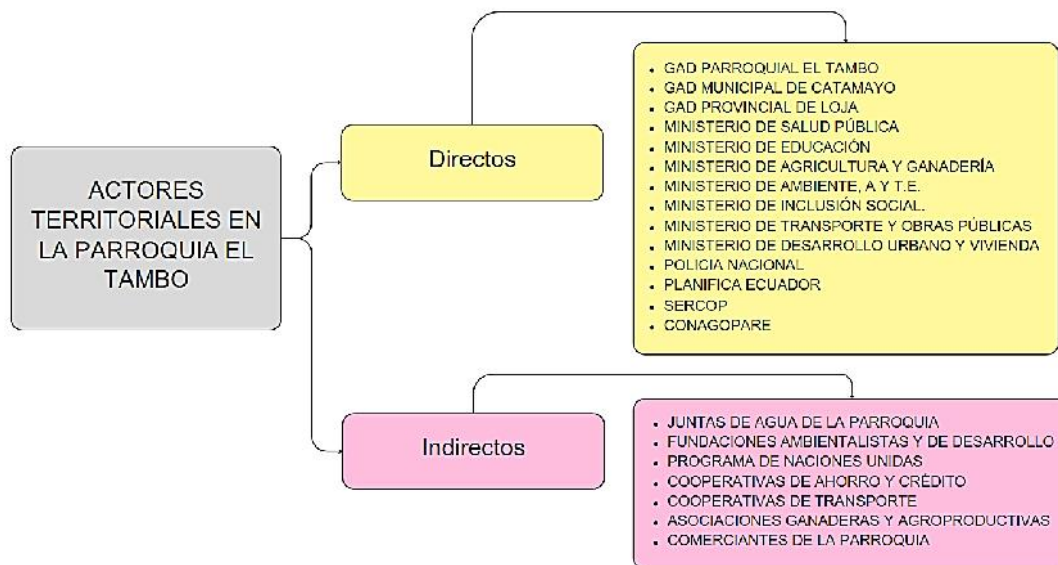 ACTORES
TERRITORIALES EN
LA PARROQUIA EL
TAMBO
Directos
• GAD PARROQUIAL EL TAMBO
• GAD MUNICIPAL DE CATAMAYO
• GAD PROVINCIAL DE LOJA
• MINISTERIO DE SALUD PÚBLICA
• MINISTERIO DE EDUCACIÓN
• MINISTERIO DE AGRICULTURA Y GANADERÍA
• MINISTERIO DE AMBIENTE, A Y T.E.
• MINISTERIO DE INCLUSIÓN SOCIAL.
• MINISTERIO DE TRANSPORTE Y OBRAS PÚBLICAS
• MINISTERIO DE DESARROLLO URBANO Y VIVIENDA
• POLICIA NACIONAL
• PLANIFICA ECUADOR
• SERCOP
• CONAGOPARE
Indirectos
• JUNTAS DE AGUA DE LA PARROQUIA
• FUNDACIONES AMBIENTALISTAS Y DE DESARROLLO
• PROGRAMA DE NACIONES UNIDAS
• COOPERATIVAS DE AHORRO Y CRÉDITO
• COOPERATIVAS DE TRANSPORTE
• ASOCIACIONES GANADERAS Y AGROPRODUCTIVAS
• COMERCIANTES DE LA PARROQUIA